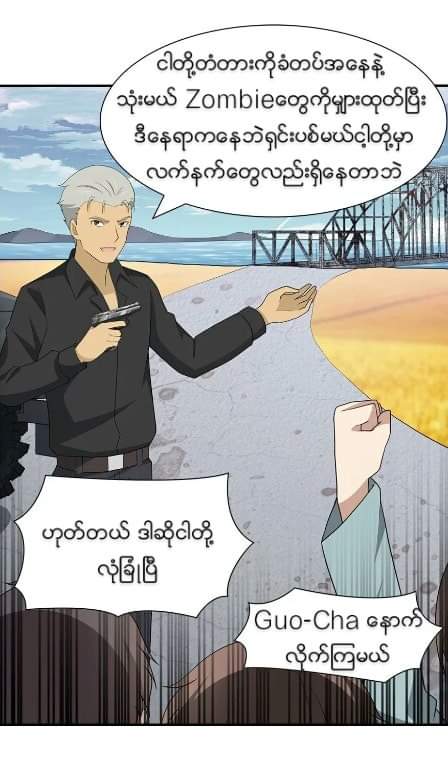 ငါတို့တံတားကိုခံတပ်အနေနဲ့
သုံးမယ် Zombieတွေကိုမျှားထုတ်ပြီး
ဒီနေရာကနေဘဲရှင်းပစ်မယ်ငါ့တို့မှာ
လက်နက်တွေလည်းရှိနေတာဘဲ
ဟုတ်တယ် ဒါဆိုငါတို့
လုံခြုံပြီ
Guo-Cha နောက်
လိုက်ကြမယ်